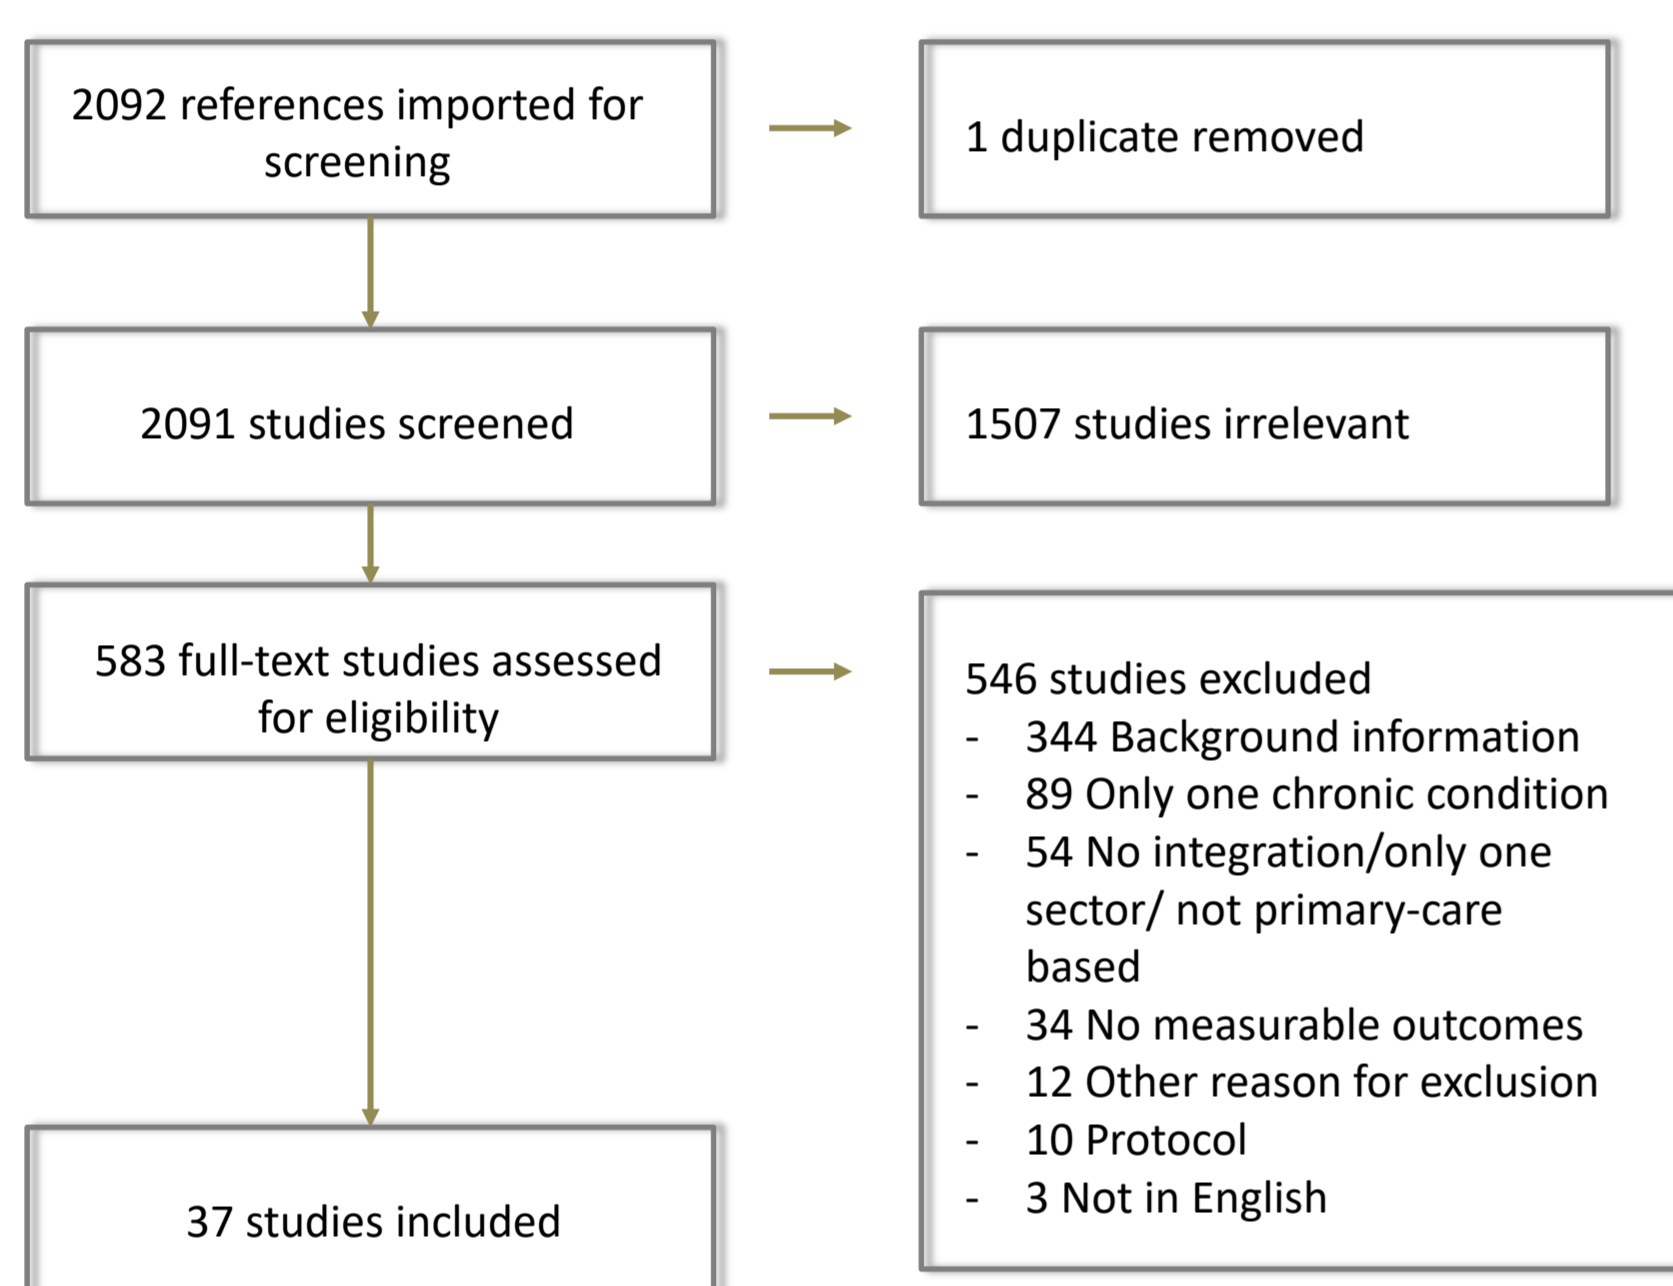 2092 references imported for
screening
1 duplicate removed
2091 studies screened
1507 studies irrelevant
583 full-text studies assessed
for eligibility
546 studies excluded
- 344 Background information
- 89 Only one chronic condition
- 54 No integration/only one
sector/ not primary-care
based
- 34 No measurable outcomes
- 12 Other reason for exclusion
- 10 Protocol
- 3 Not in English
37 studies included